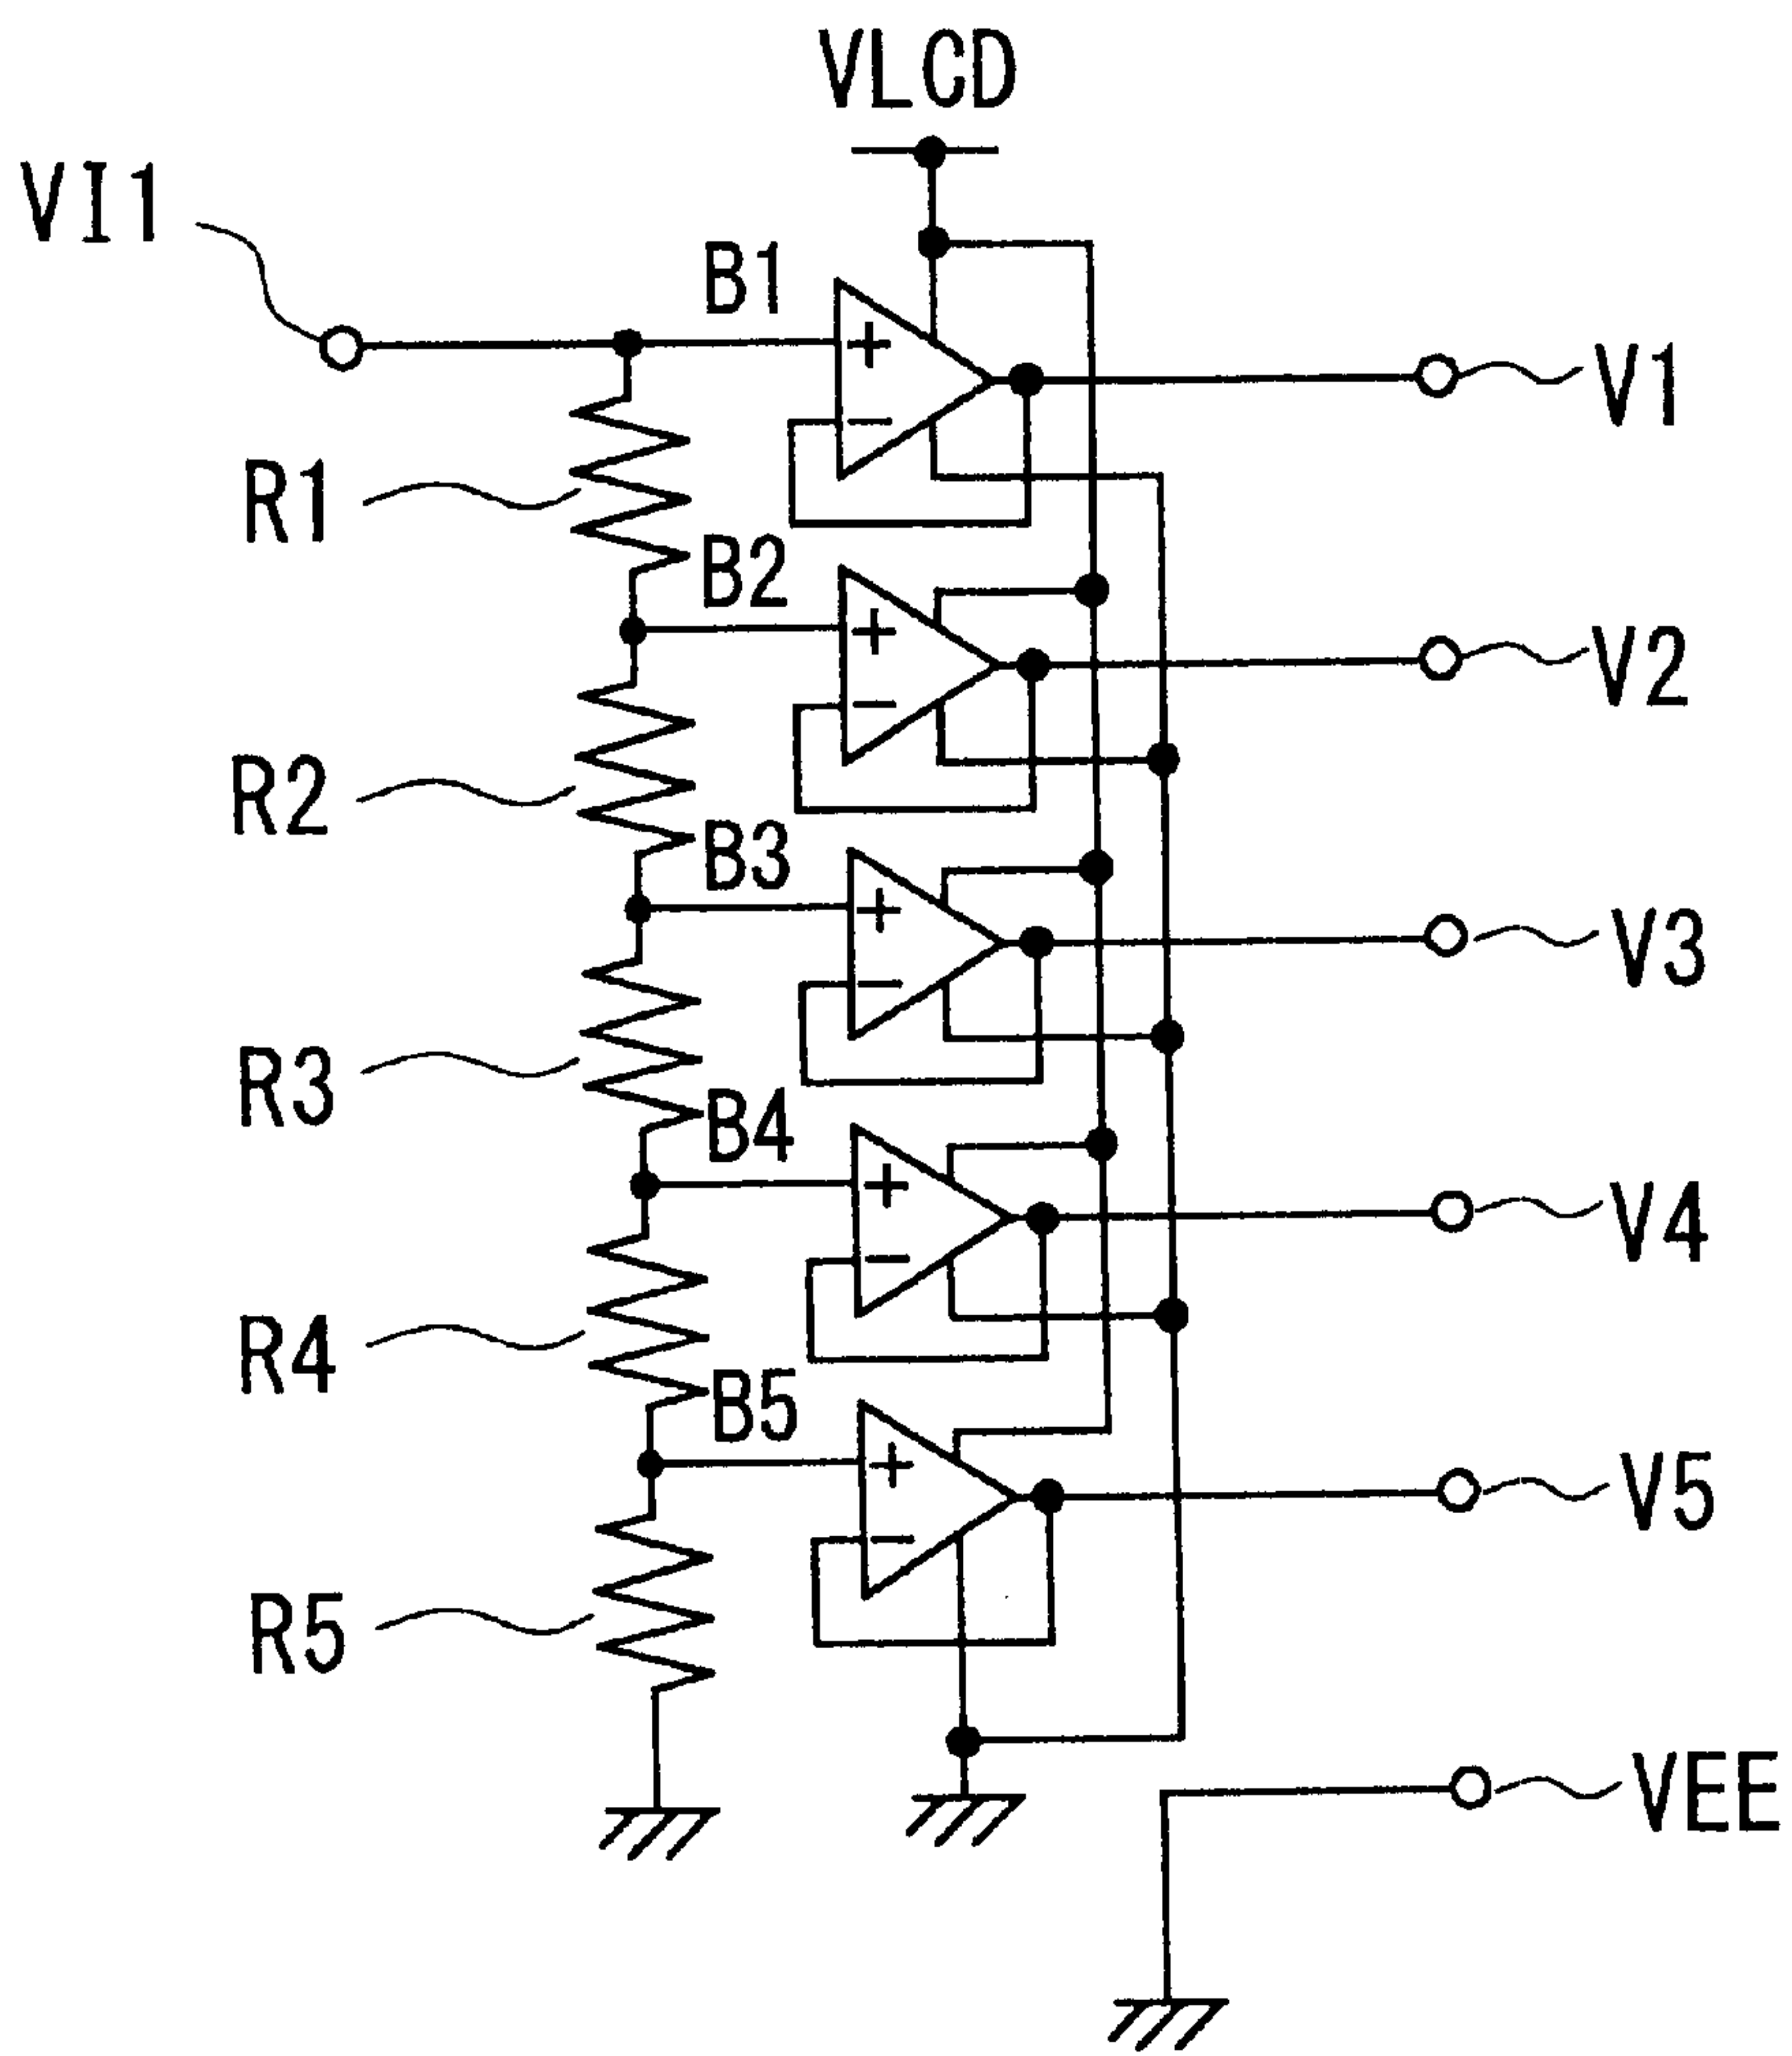 VLCD
VI1
B1
+
−
V1
R1
B2
+
−
V2
R2
B3
+
−
V3
R3
B4
+
−
V4
R4
B5
+
−
V5
R5
VEE